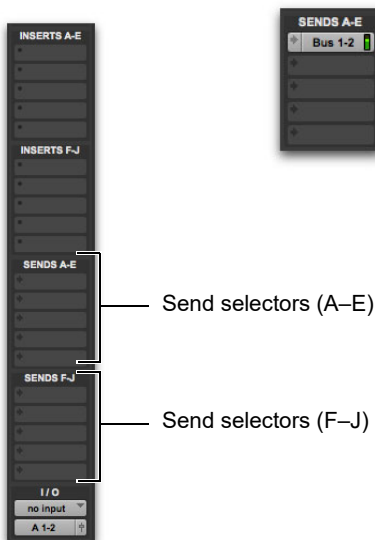 INSERTS A-E
INSERTS F-J
SENDS A-E
Send selectors (A–E)
SENDS F-J
Send selectors (F–J)
I / O
no input
A 1-2
SENDS A-E
Bus 1-2